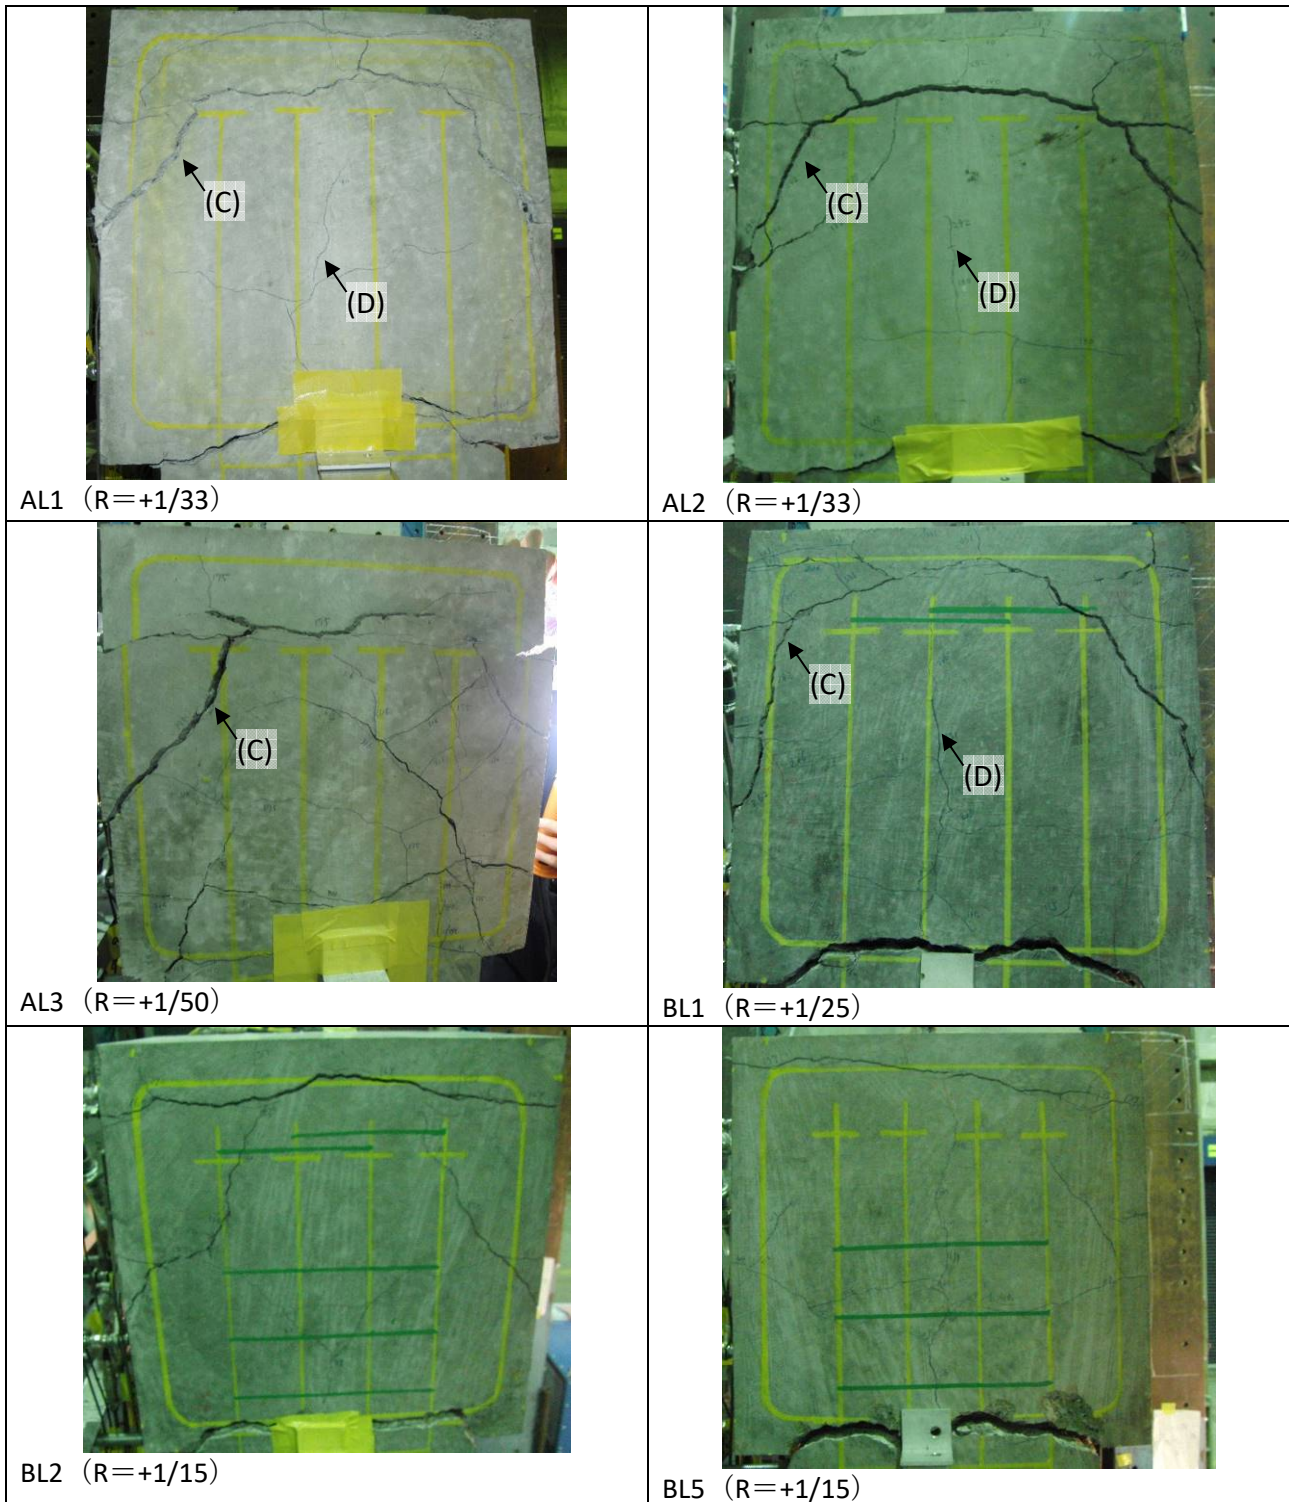 (C)
(D)
AL1 （R＝+1/33）
(C)
(D)
AL2 （R＝+1/33）
(C)
AL3 （R＝+1/50）
(C)
(D)
BL1 （R＝+1/25）
BL2 （R＝+1/15）
BL5 （R＝+1/15）